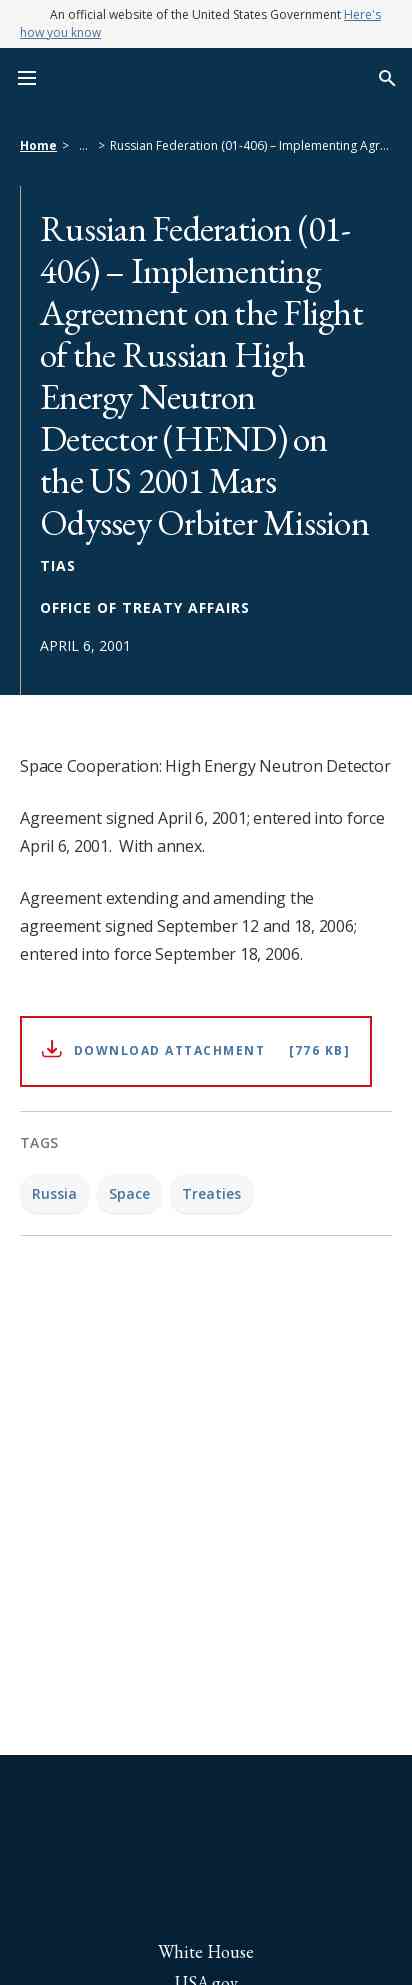 An official website of the United States Government Here's
how you know
Home > ... > Russian Federation (01-406) – Implementing Agr...
Russian Federation (01-
406) – Implementing
Agreement on the Flight
of the Russian High
Energy Neutron
Detector (HEND) on
the US 2001 Mars
Odyssey Orbiter Mission
TIAS
OFFICE OF TREATY AFFAIRS
APRIL 6, 2001
Space Cooperation: High Energy Neutron Detector
Agreement signed April 6, 2001; entered into force
April 6, 2001.  With annex.
Agreement extending and amending the
agreement signed September 12 and 18, 2006;
entered into force September 18, 2006.
DOWNLOAD ATTACHMENT [776 KB]
TAGS
Russia Space Treaties
White House
USA.gov